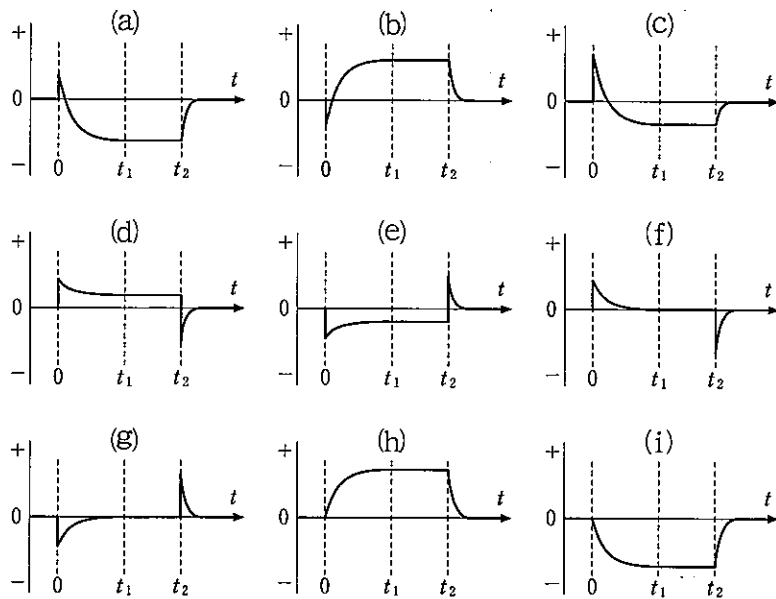 (a) (b) (c)
+ + +
t t t
0 0 0
− − −
0 t₁ t₂ 0 t₁ t₂ 0 t₁ t₂
(d) (e) (f)
+ + +
t t t
0 0 0
− − −
0 t₁ t₂ 0 t₁ t₂ 0 t₁ t₂
(g) (h) (i)
+ + +
t t t
0 0 0
− − −
0 t₁ t₂ 0 t₁ t₂ 0 t₁ t₂